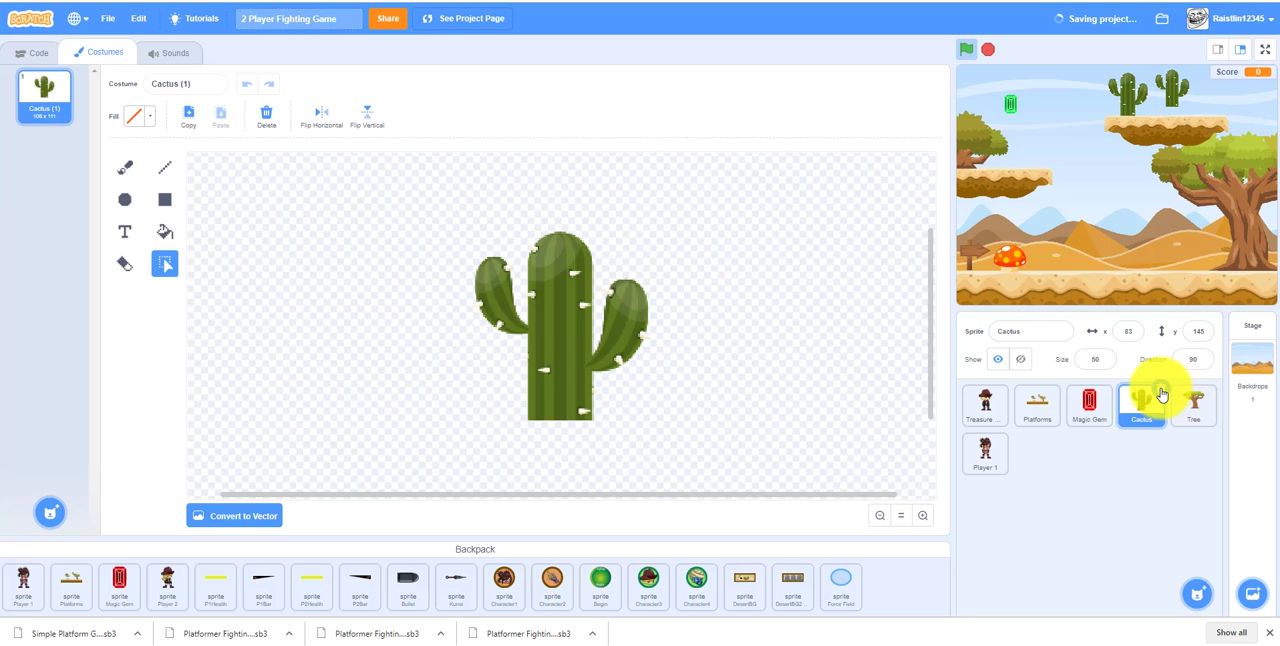 SCRATCH File Edit Tutorials 2 Player Fighting Game Share See Project Page Saving project... Raistlin12345
Code Costumes Sounds
1
Cactus (1)
108 x 111
Costume Cactus (1)
Fill Copy Paste Delete Flip Horizontal Flip Vertical
T
Convert to Vector
Score 0
Sprite Cactus x 83 y 145
Show Size 50 Direction 90
Treasure ... Platforms Magic Gem Cactus Tree
Player 1
Stage
Backdrops
1
Backpack
sprite sprite sprite sprite sprite sprite sprite sprite sprite sprite sprite sprite sprite sprite sprite sprite sprite sprite
Player 1 Platforms Magic Gem Player 2 P1Health P1Bar P2Health P2Bar Bullet Kunai Character1 Character2 Begin Character3 Character4 DesertBG DesertBG2... Force Field
Simple Platform G....sb3 Platformer Fightin....sb3 Platformer Fightin....sb3 Platformer Fightin....sb3 Show all